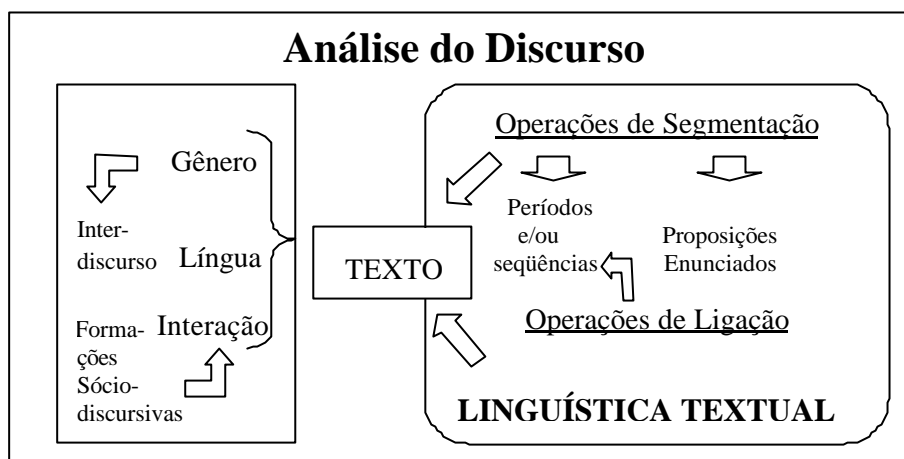 Análise do Discurso
Gênero
Inter-
discurso
Língua
Interação
Forma-
ções
Sócio-
discursivas
TEXTO
Operações de Segmentação
Períodos
e/ou
seqüências
Proposições
Enunciados
Operações de Ligação
LINGUÍSTICA TEXTUAL